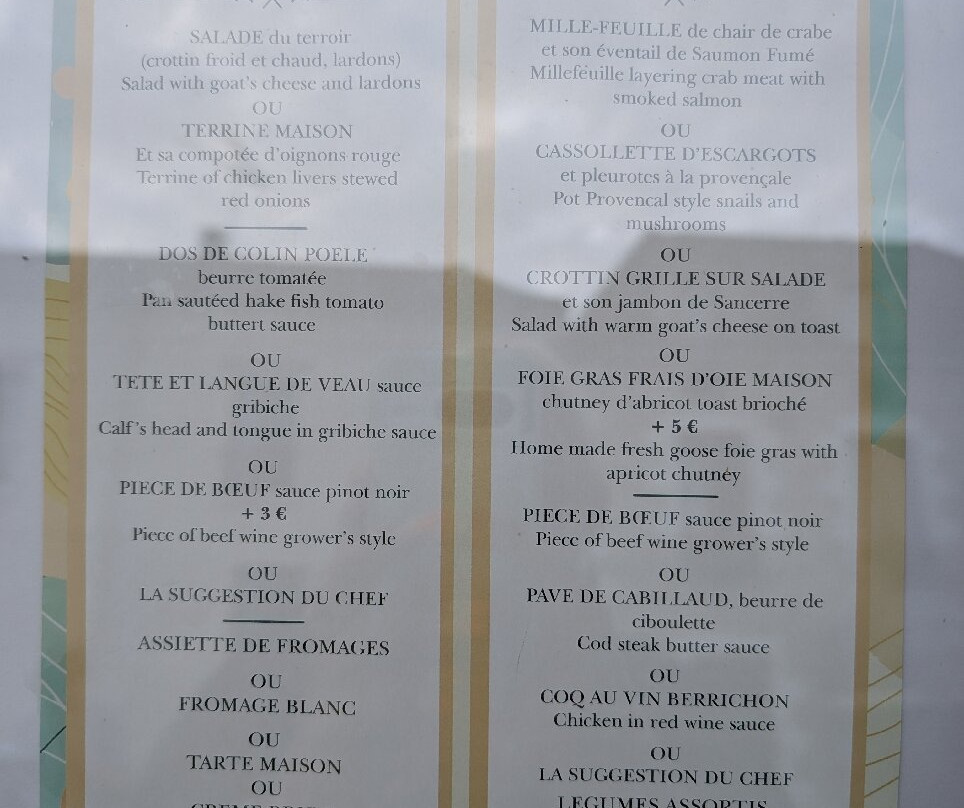 SALADE du terroir
(crottin froid et chaud, lardons)
Salad with goat's cheese and lardons
OU
TERRINE MAISON
Et sa compotée d'oignons rouge
Terrine of chicken livers stewed
red onions
DOS DE COLIN POELE
beurre tomatée
Pan sautéed hake fish tomato
buttert sauce
OU
TETE ET LANGUE DE VEAU sauce
gribiche
Calf's head and tongue in gribiche sauce
OU
PIECE DE BŒUF sauce pinot noir
+ 3 €
Piece of beef wine grower's style
OU
LA SUGGESTION DU CHEF
ASSIETTE DE FROMAGES
OU
FROMAGE BLANC
OU
TARTE MAISON
OU
MILLE-FEUILLE de chair de crabe
et son éventail de Saumon Fumé
Millefeuille layering crab meat with
smoked salmon
OU
CASSOLLETTE D'ESCARGOTS
et pleurotes à la provençale
Pot Provencal style snails and
mushrooms
OU
CROTTIN GRILLE SUR SALADE
et son jambon de Sancerre
Salad with warm goat's cheese on toast
OU
FOIE GRAS FRAIS D'OIE MAISON
chutney d'abricot toast brioché
+ 5 €
Home made fresh goose foie gras with
apricot chutney
PIECE DE BŒUF sauce pinot noir
Piece of beef wine grower's style
OU
PAVE DE CABILLAUD, beurre de
ciboulette
Cod steak butter sauce
OU
COQ AU VIN BERRICHON
Chicken in red wine sauce
OU
LA SUGGESTION DU CHEF
LEGUMES ASSORTIS